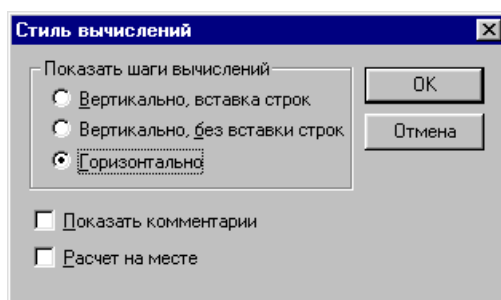 Стиль вычислений
Показать шаги вычислений
Вертикально, вставка строк
Вертикально, без вставки строк
Горизонтально
OK
Отмена
Показать комментарии
Расчет на месте